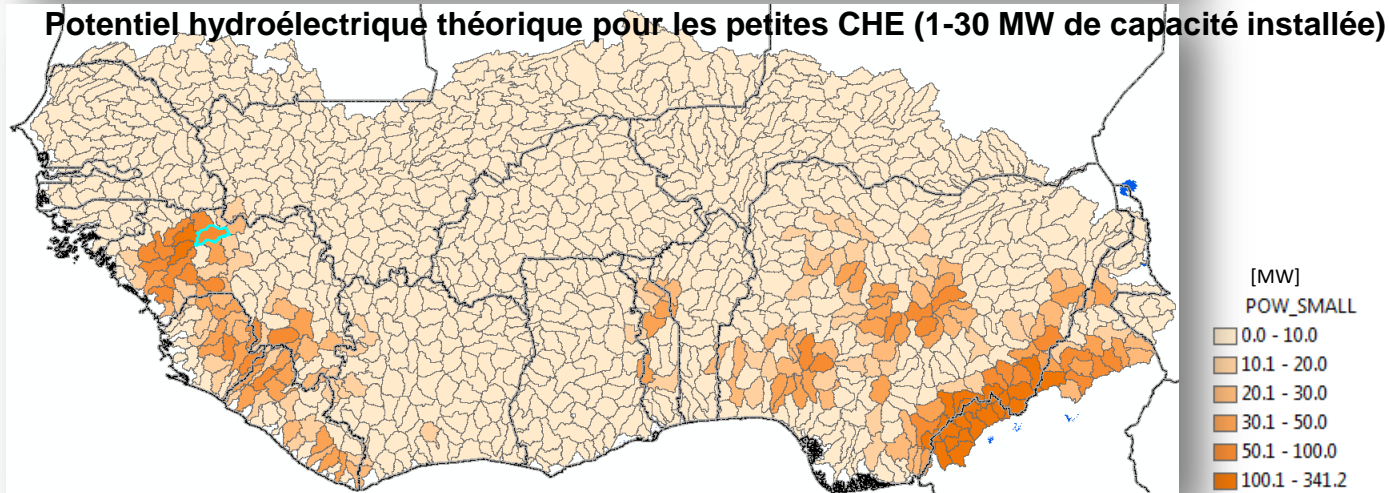 Potentiel hydroélectrique théorique pour les petites CHE (1-30 MW de capacité installée)
[MW]
POW_SMALL
0.0 - 10.0
10.1 - 20.0
20.1 - 30.0
30.1 - 50.0
50.1 - 100.0
100.1 - 341.2